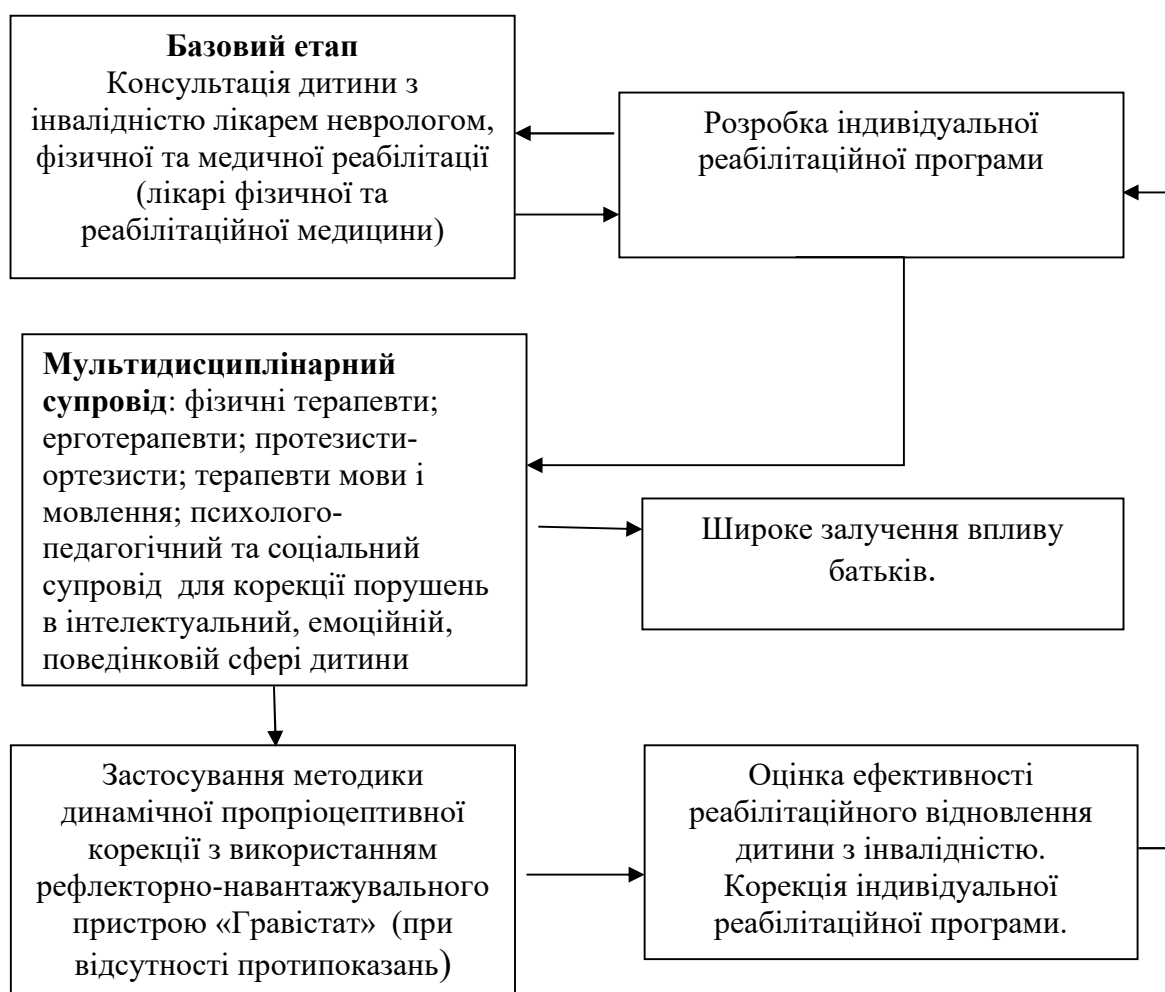 Базовий етап
Консультація дитини з
інвалідністю лікарем неврологом,
фізичної та медичної реабілітації
(лікарі фізичної та
реабілітаційної медицини)
Розробка індивідуальної
реабілітаційної програми
Мультидисциплінарний
супровід: фізичні терапевти;
ерготерапевти; протезисти-
ортезисти; терапевти мови і
мовлення; психолого-
педагогічний та соціальний
супровід для корекції порушень
в інтелектуальний, емоційній,
поведінковій сфері дитини
Широке залучення впливу
батьків.
Застосування методики
динамічної пропріоцептивної
корекції з використанням
рефлекторно-навантажувального
пристрою «Гравістат» (при
відсутності протипоказань)
Оцінка ефективності
реабілітаційного відновлення
дитини з інвалідністю.
Корекція індивідуальної
реабілітаційної програми.